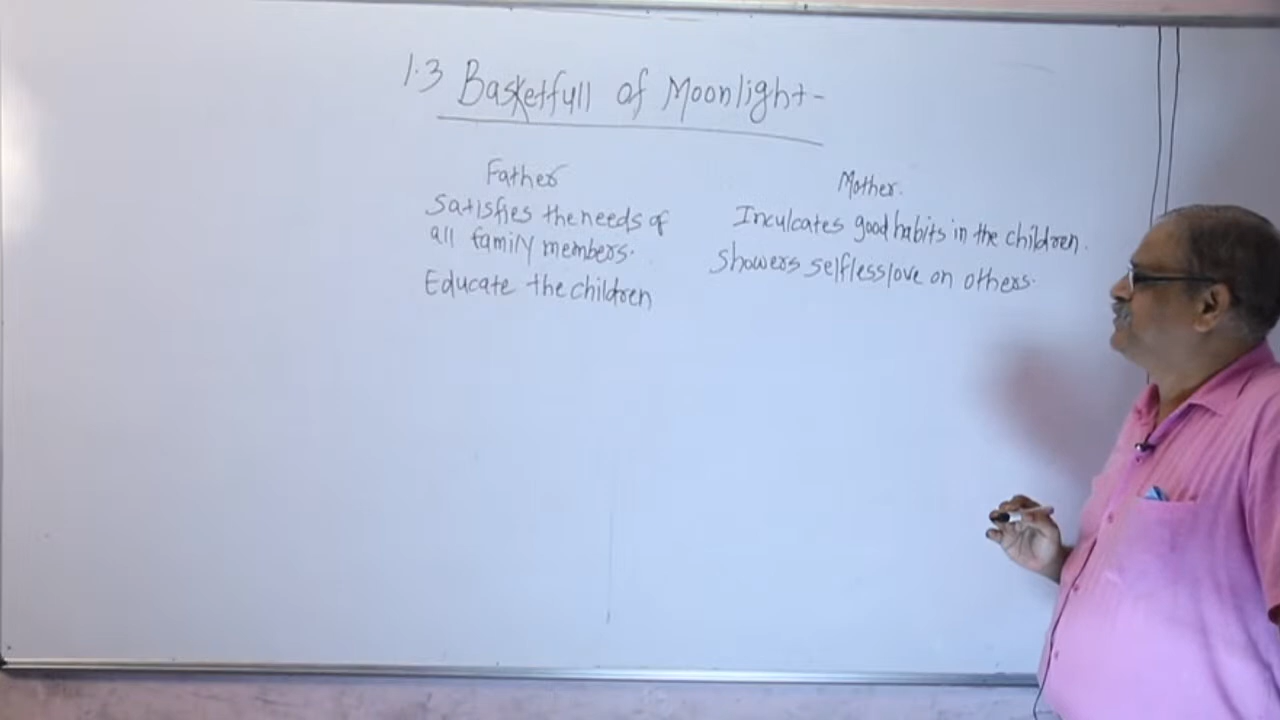 1.3 Basketfull of Moonlight-
Father
Satisfies the needs of
all family members.
Educate the children
Mother.
Inculcates good habits in the children.
Showers selfless love on others.